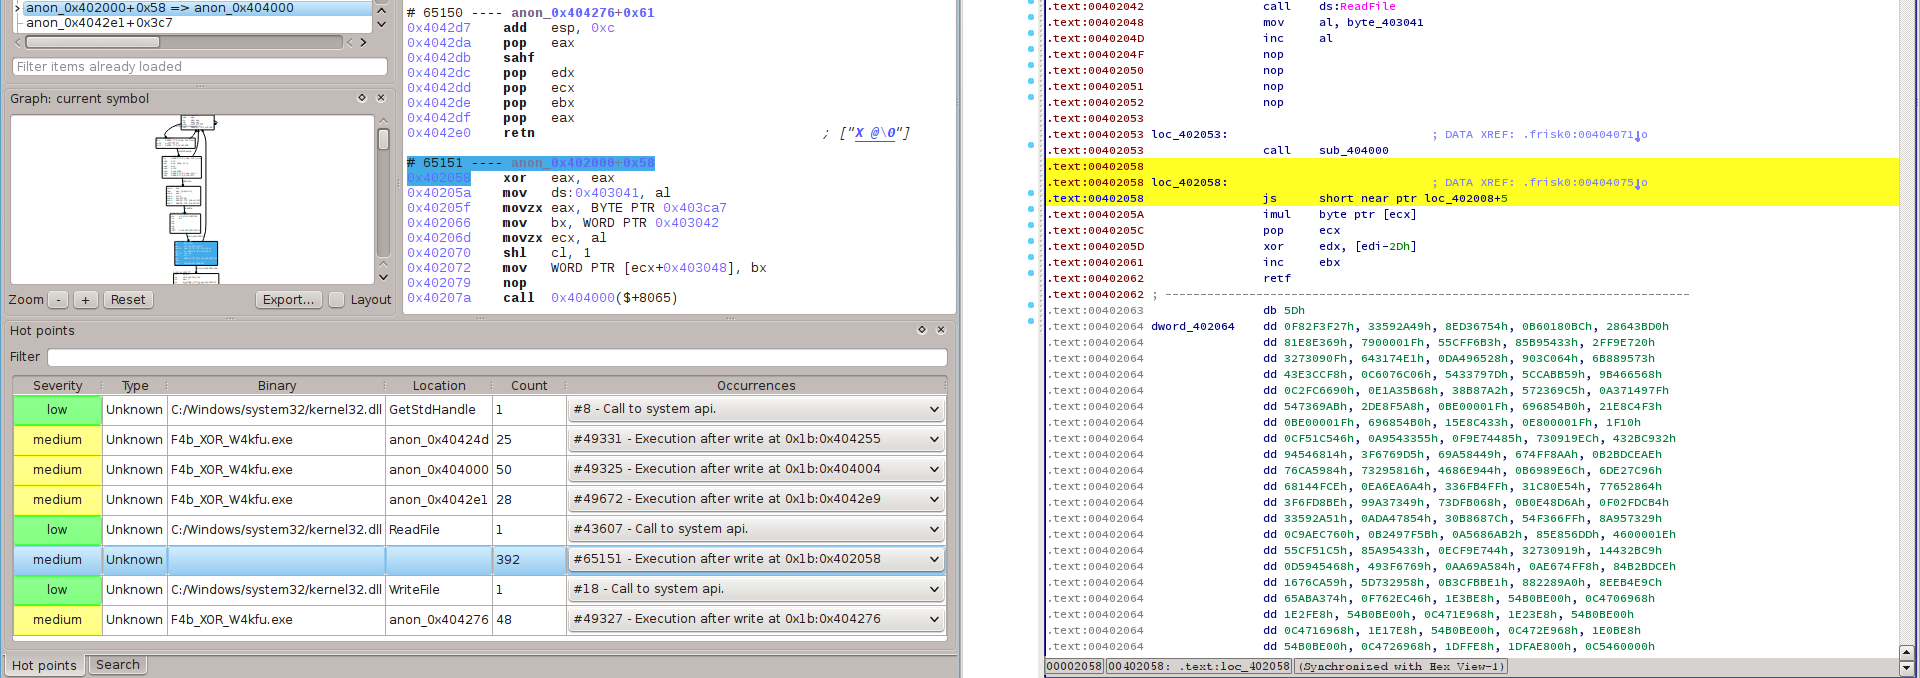 anon_0x402000+0x58 => anon_0x404000
anon_0x4042e1+0x3c7
Filter items already loaded
Graph: current symbol
Zoom - + Reset Export... Layout
# 65150 ---- anon_0x404276+0x61
0x4042d7 add esp, 0xc
0x4042da pop eax
0x4042db sahf
0x4042dc pop edx
0x4042dd pop ecx
0x4042de pop ebx
0x4042df pop eax
0x4042e0 retn ; ["X @\0"]
# 65151 ---- anon_0x402000+0x58
0x402058 xor eax, eax
0x40205a mov ds:0x403041, al
0x40205f movzx eax, BYTE PTR 0x403ca7
0x402066 mov bx, WORD PTR 0x403042
0x40206d movzx ecx, al
0x402070 shl cl, 1
0x402072 mov WORD PTR [ecx+0x403048], bx
0x402079 nop
0x40207a call 0x404000($+8065)
Hot points
Filter
Severity Type Binary Location Count Occurrences
low Unknown C:/Windows/system32/kernel32.dll GetStdHandle 1 #8 - Call to system api.
medium Unknown F4b_XOR_W4kfu.exe anon_0x40424d 25 #49331 - Execution after write at 0x1b:0x404255
medium Unknown F4b_XOR_W4kfu.exe anon_0x404000 50 #49325 - Execution after write at 0x1b:0x404004
medium Unknown F4b_XOR_W4kfu.exe anon_0x4042e1 28 #49672 - Execution after write at 0x1b:0x4042e9
low Unknown C:/Windows/system32/kernel32.dll ReadFile 1 #43607 - Call to system api.
medium Unknown 392 #65151 - Execution after write at 0x1b:0x402058
low Unknown C:/Windows/system32/kernel32.dll WriteFile 1 #18 - Call to system api.
medium Unknown F4b_XOR_W4kfu.exe anon_0x404276 48 #49327 - Execution after write at 0x1b:0x404276
Hot points Search
.text:00402042 call ds:ReadFile
.text:00402048 mov al, byte_403041
.text:0040204D inc al
.text:0040204F nop
.text:00402050 nop
.text:00402051 nop
.text:00402052 nop
.text:00402053
.text:00402053 loc_402053: ; DATA XREF: .frisk0:00404071↓o
.text:00402053 call sub_404000
.text:00402058
.text:00402058 loc_402058: ; DATA XREF: .frisk0:00404075↓o
.text:00402058 js short near ptr loc_402008+5
.text:0040205A imul byte ptr [ecx]
.text:0040205C pop ecx
.text:0040205D xor edx, [edi-2Dh]
.text:00402061 inc ebx
.text:00402062 retf
.text:00402062 ; ---------------------------------------------------------------------------
.text:00402063 db 5Dh
.text:00402064 dword_402064 dd 0F82F3F27h, 33592A49h, 8ED36754h, 0B60180BCh, 28643BD0h
.text:00402064 dd 81E8E369h, 7900001Fh, 55CFF6B3h, 85B95433h, 2FF9E720h
.text:00402064 dd 3273090Fh, 643174E1h, 0DA496528h, 903C064h, 6B889573h
.text:00402064 dd 43E3CCF8h, 0C6076C06h, 5433797Dh, 5CCABB59h, 9B466568h
.text:00402064 dd 0C2FC6690h, 0E1A35B68h, 38B87A2h, 572369C5h, 0A371497Fh
.text:00402064 dd 547369ABh, 2DE8F5A8h, 0BE00001Fh, 696854B0h, 21E8C4F3h
.text:00402064 dd 0BE00001Fh, 696854B0h, 15E8C433h, 0E800001Fh, 1F10h
.text:00402064 dd 0CF51C546h, 0A9543355h, 0F9E74485h, 730919ECh, 432BC932h
.text:00402064 dd 94546814h, 3F6769D5h, 69A58449h, 674FF8AAh, 0B2BDCEAEh
.text:00402064 dd 76CA5984h, 73295816h, 4686E944h, 0B6989E6Ch, 6DE27C96h
.text:00402064 dd 68144FCEh, 0EA6EA6A4h, 336FB4FFh, 31C80E54h, 77652864h
.text:00402064 dd 3F6FD8BEh, 99A37349h, 73DFB068h, 0B0E48D6Ah, 0F02FDCB4h
.text:00402064 dd 33592A51h, 0ADA47854h, 30B8687Ch, 54F366FFh, 8A957329h
.text:00402064 dd 0C9AEC760h, 0B2497F5Bh, 0A5686AB2h, 85E856DDh, 4600001Eh
.text:00402064 dd 55CF51C5h, 85A95433h, 0ECF9E744h, 32730919h, 14432BC9h
.text:00402064 dd 0D5945468h, 493F6769h, 0AA69A584h, 0AE674FF8h, 84B2BDCEh
.text:00402064 dd 1676CA59h, 5D732958h, 0B3CFBBE1h, 882289A0h, 8EEB4E9Ch
.text:00402064 dd 65ABA374h, 0F762EC46h, 1E3BE8h, 54B0BE00h, 0C4706968h
.text:00402064 dd 1E2FE8h, 54B0BE00h, 0C471E968h, 1E23E8h, 54B0BE00h
.text:00402064 dd 0C4716968h, 1E17E8h, 54B0BE00h, 0C472E968h, 1E0BE8h
.text:00402064 dd 54B0BE00h, 0C4726968h, 1DFFE8h, 1DFAE800h, 0C5460000h
00002058 00402058: .text:loc_402058 (Synchronized with Hex View-1)